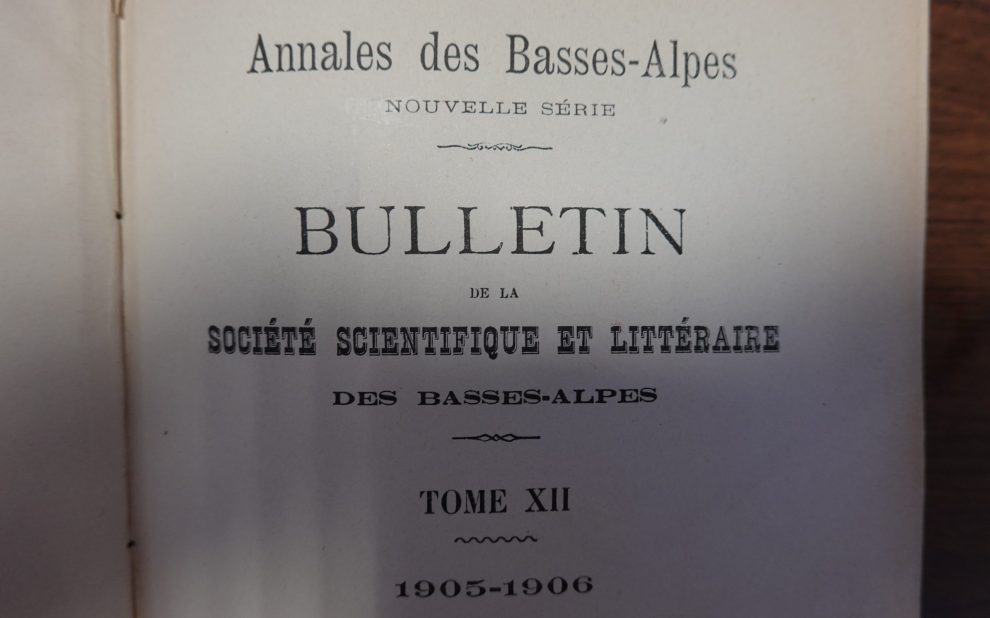 Annales des Basses-Alpes
NOUVELLE SÉRIE
BULLETIN
DE LA
SOCIÉTÉ SCIENTIFIQUE ET LITTÉRAIRE
DES BASSES-ALPES
TOME XII
1905-1906